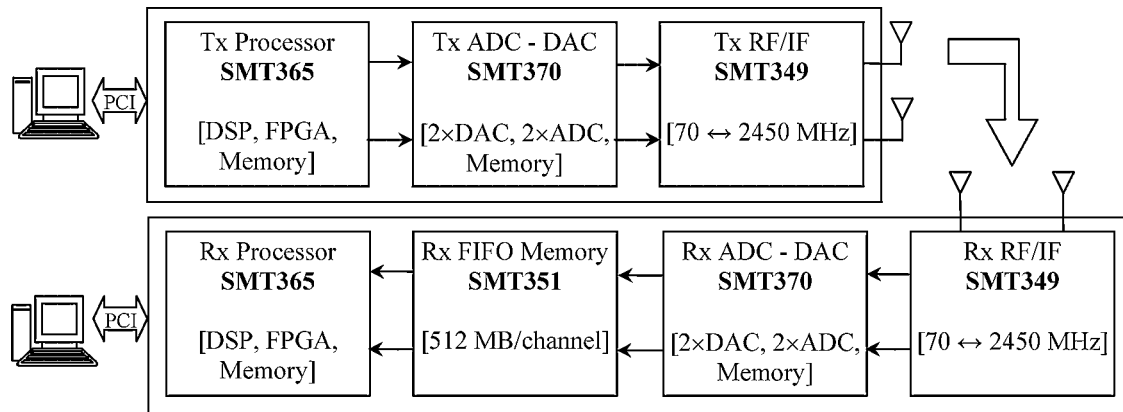 PCI
Tx Processor
SMT365
[DSP, FPGA,
Memory]
Tx ADC - DAC
SMT370
[2×DAC, 2×ADC,
Memory]
Tx RF/IF
SMT349
[70 ↔ 2450 MHz]
PCI
Rx Processor
SMT365
[DSP, FPGA,
Memory]
Rx FIFO Memory
SMT351
[512 MB/channel]
Rx ADC - DAC
SMT370
[2×DAC, 2×ADC,
Memory]
Rx RF/IF
SMT349
[70 ↔ 2450 MHz]